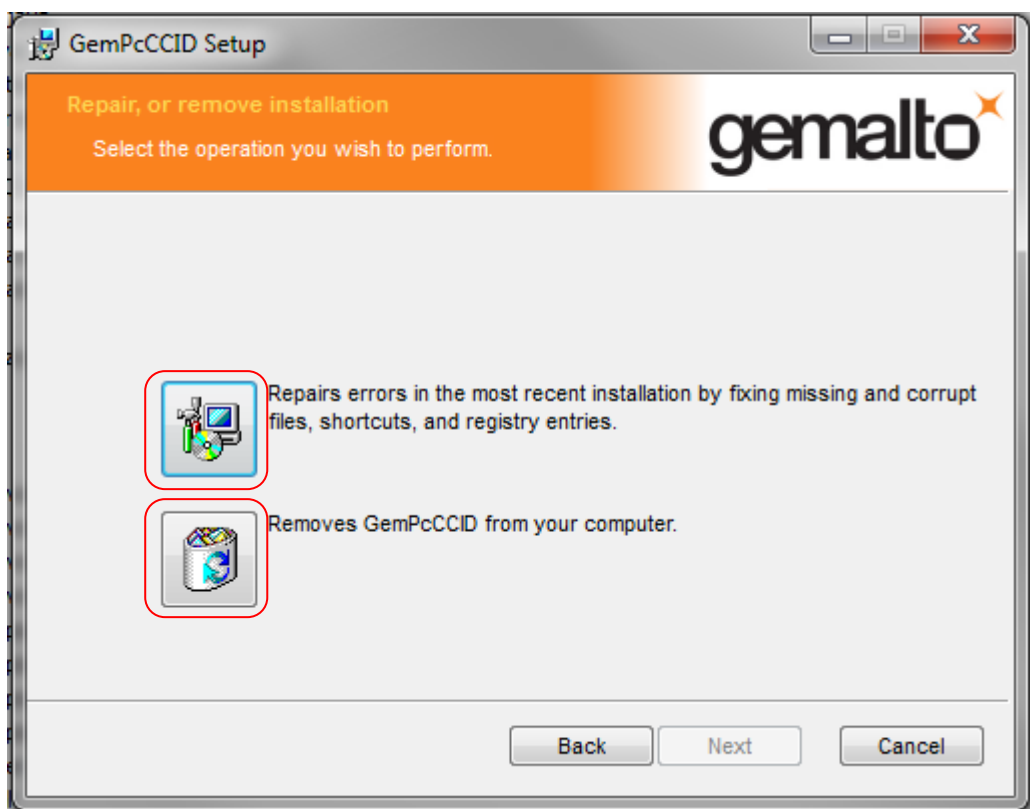 GemPcCCID Setup
Repair, or remove installation
Select the operation you wish to perform.
gemalto
Repairs errors in the most recent installation by fixing missing and corrupt
files, shortcuts, and registry entries.
Removes GemPcCCID from your computer.
Back
Next
Cancel